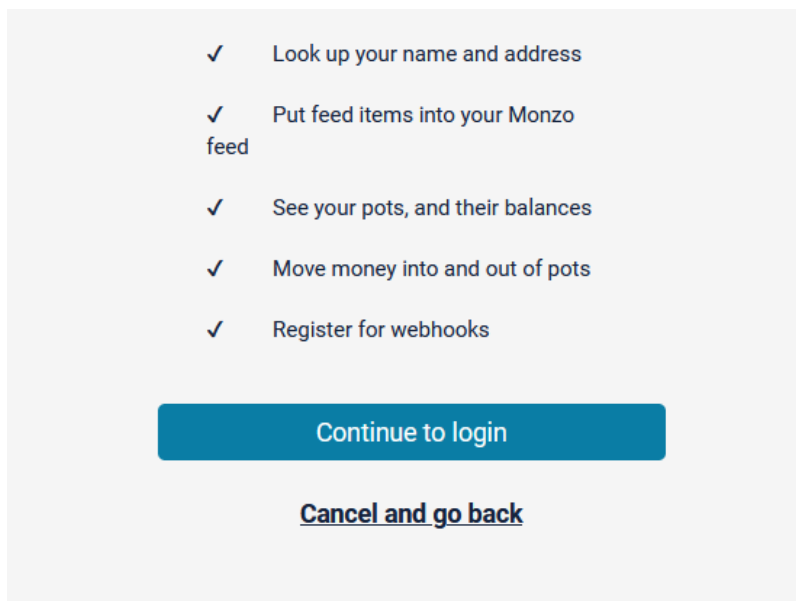 ✓ Look up your name and address
✓ Put feed items into your Monzo
feed
✓ See your pots, and their balances
✓ Move money into and out of pots
✓ Register for webhooks
Continue to login
Cancel and go back